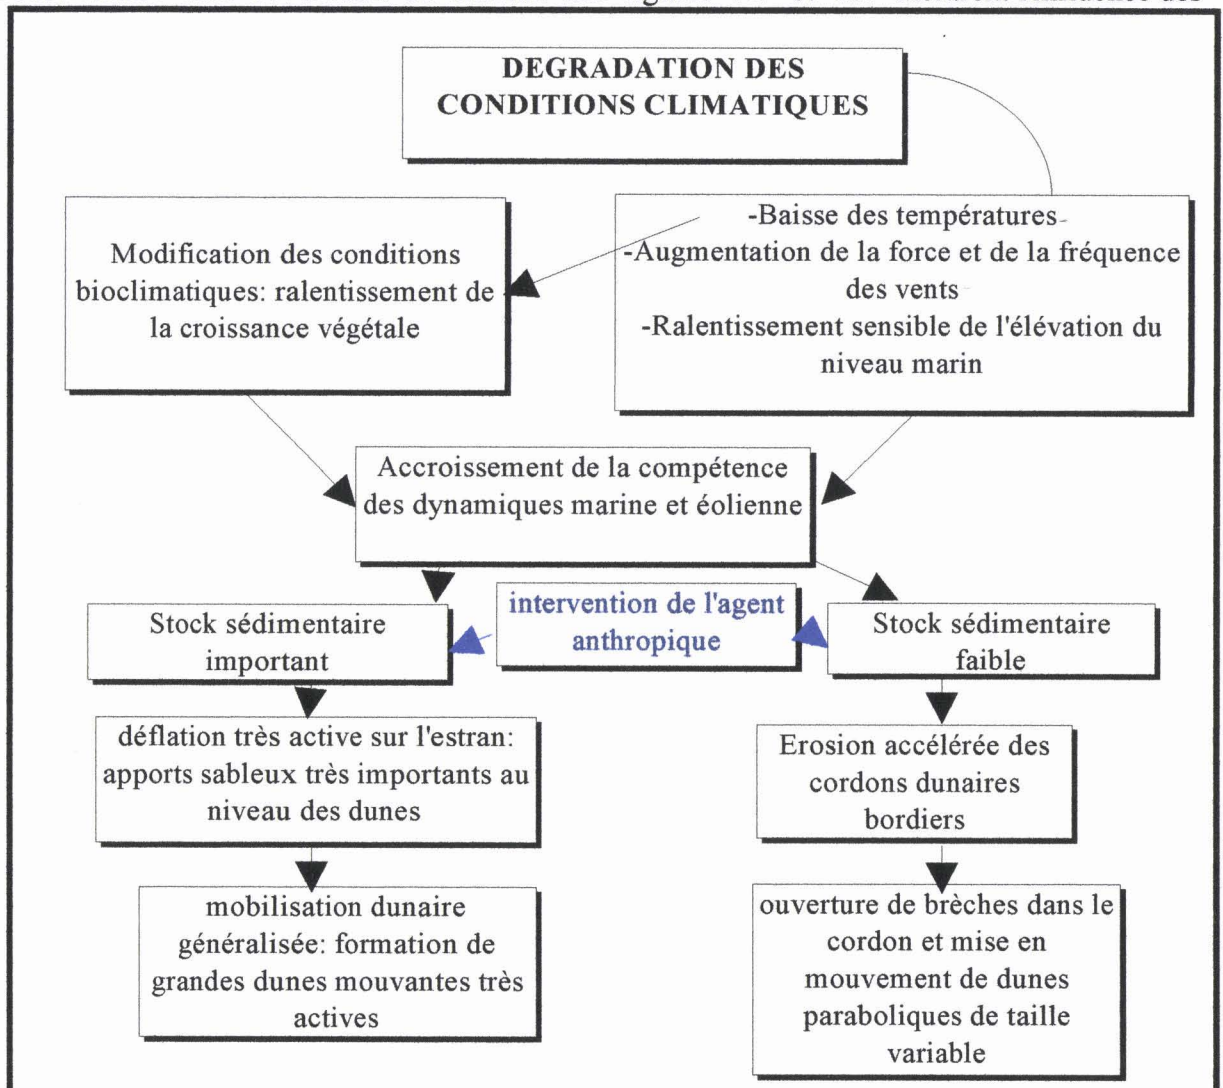 DEGRADATION DES
CONDITIONS CLIMATIQUES
-Baisse des températures
-Augmentation de la force et de la fréquence
des vents
-Ralentissement sensible de l'élévation du
niveau marin
Modification des conditions
bioclimatiques: ralentissement de
la croissance végétale
Accroissement de la compétence
des dynamiques marine et éolienne
intervention de l'agent
anthropique
Stock sédimentaire
important
Stock sédimentaire
faible
déflation très active sur l'estran:
apports sableux très importants au
niveau des dunes
Erosion accélérée des
cordons dunaires
bordiers
mobilisation dunaire
généralisée: formation de
grandes dunes mouvantes très
actives
ouverture de brèches dans le
cordon et mise en
mouvement de dunes
paraboliques de taille
variable